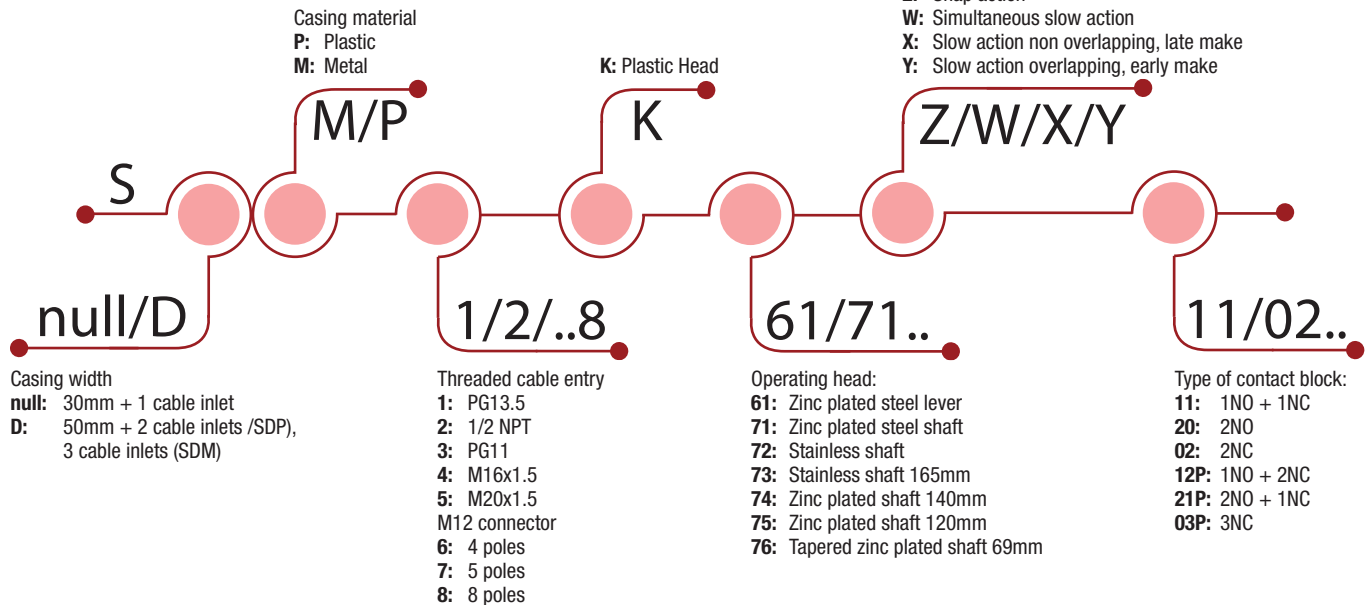 Casing material
P: Plastic
M: Metal
K: Plastic Head
W: Simultaneous slow action
X: Slow action non overlapping, late make
Y: Slow action overlapping, early make
M/P
K
Z/W/X/Y
S
null/D
1/2/..8
61/71..
11/02..
Casing width
null: 30mm + 1 cable inlet
D: 50mm + 2 cable inlets /SDP),
3 cable inlets (SDM)
Threaded cable entry
1: PG13.5
2: 1/2 NPT
3: PG11
4: M16x1.5
5: M20x1.5
M12 connector
6: 4 poles
7: 5 poles
8: 8 poles
Operating head:
61: Zinc plated steel lever
71: Zinc plated steel shaft
72: Stainless shaft
73: Stainless shaft 165mm
74: Zinc plated shaft 140mm
75: Zinc plated shaft 120mm
76: Tapered zinc plated shaft 69mm
Type of contact block:
11: 1NO + 1NC
20: 2NO
02: 2NC
12P: 1NO + 2NC
21P: 2NO + 1NC
03P: 3NC